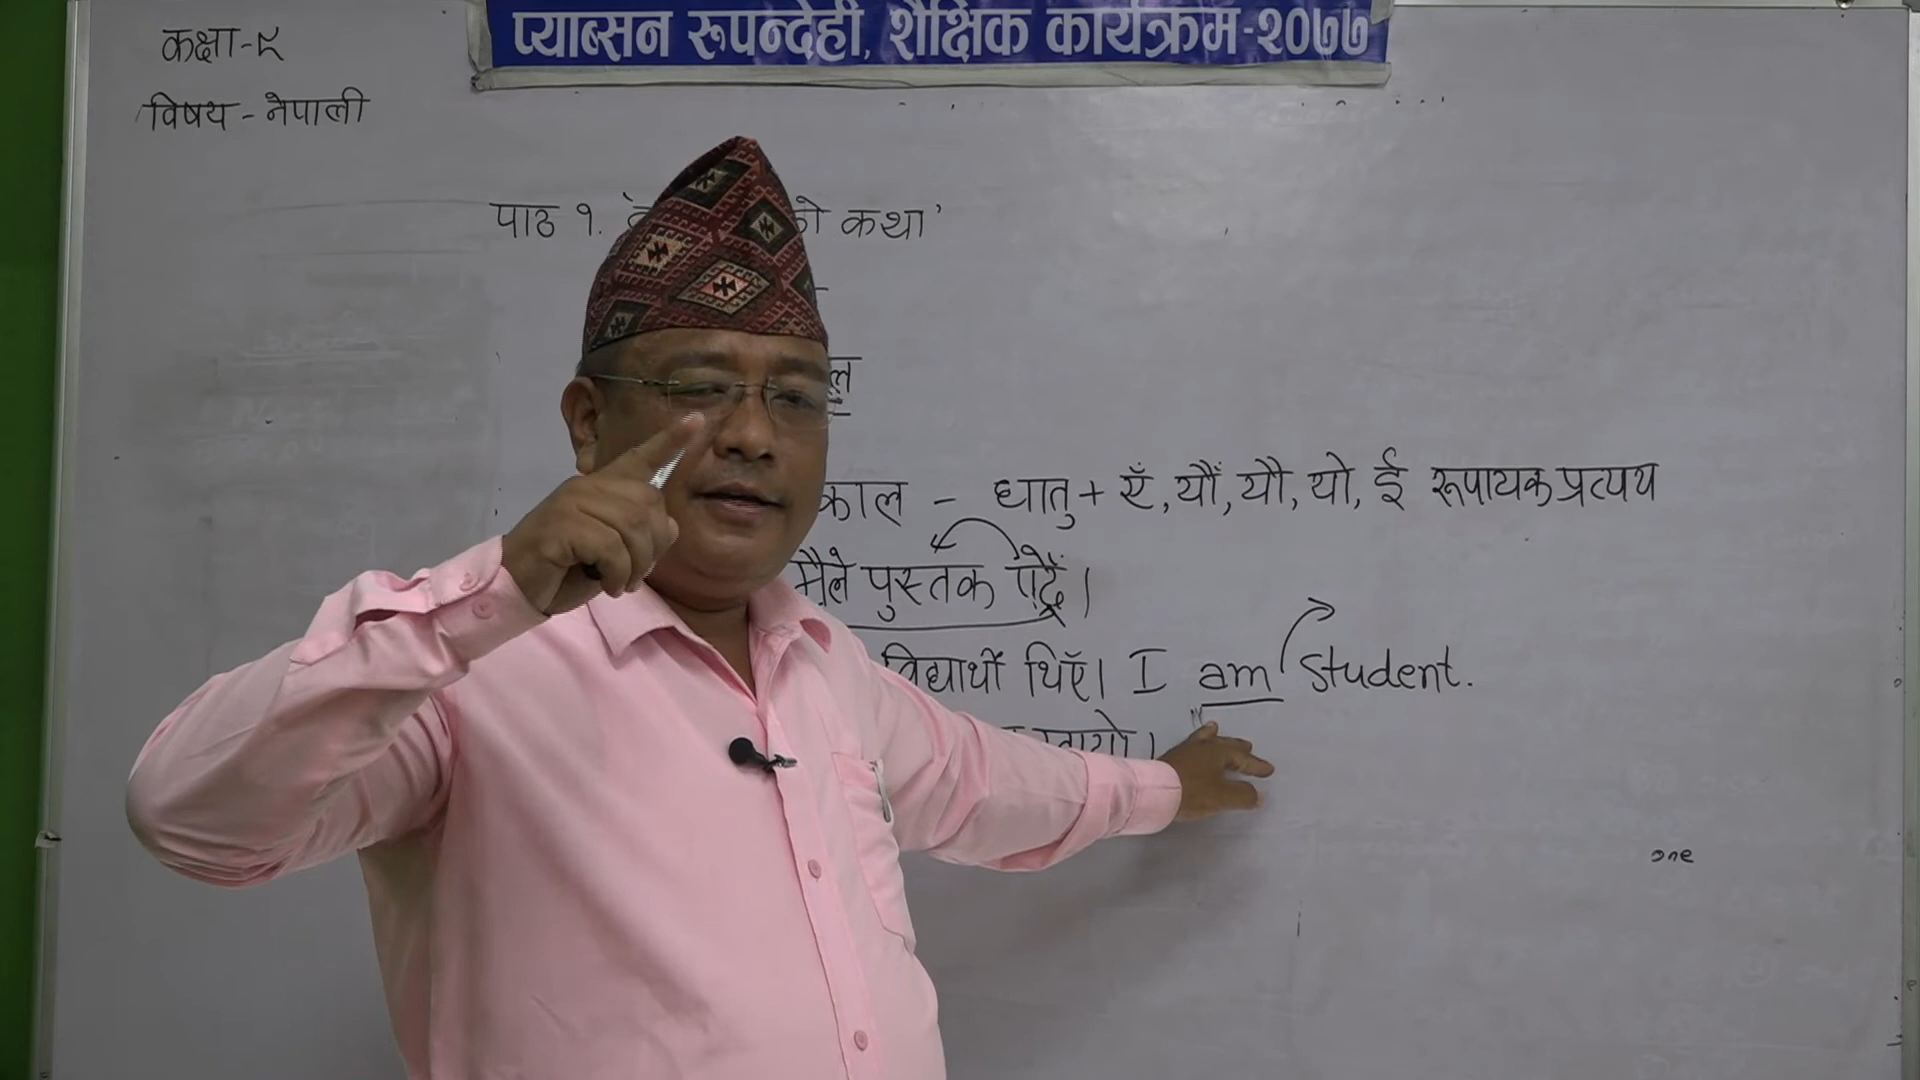 प्याब्सन रूपन्देही, शैक्षिक कार्यक्रम-२०७७
कक्षा-९
विषय - नेपाली
पाठ १. को कथा'
काल - धातु + एँ, यौँ, यौ, यो, ई रूपायक प्रत्यय
मैले पुस्तक पढेँ।
विद्यार्थी थिएँ। I am student.
one